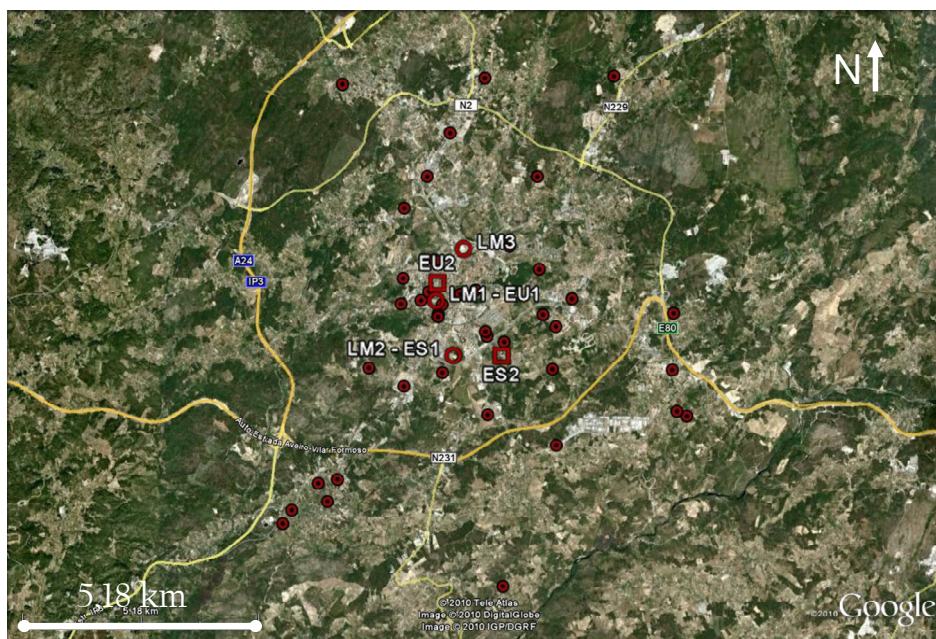 N
N2
N229
LM3
A24
EU2
IP3
LM1 - EU1
E80
LM2 - ES1
ES2
Auto Estrada Aveiro-Vilar Formoso
N231
5.18 km
5.18 km
© 2010 Tele Atlas
Image © 2010 DigitalGlobe
Image © 2010 IGP/DGRF
©2010 Google